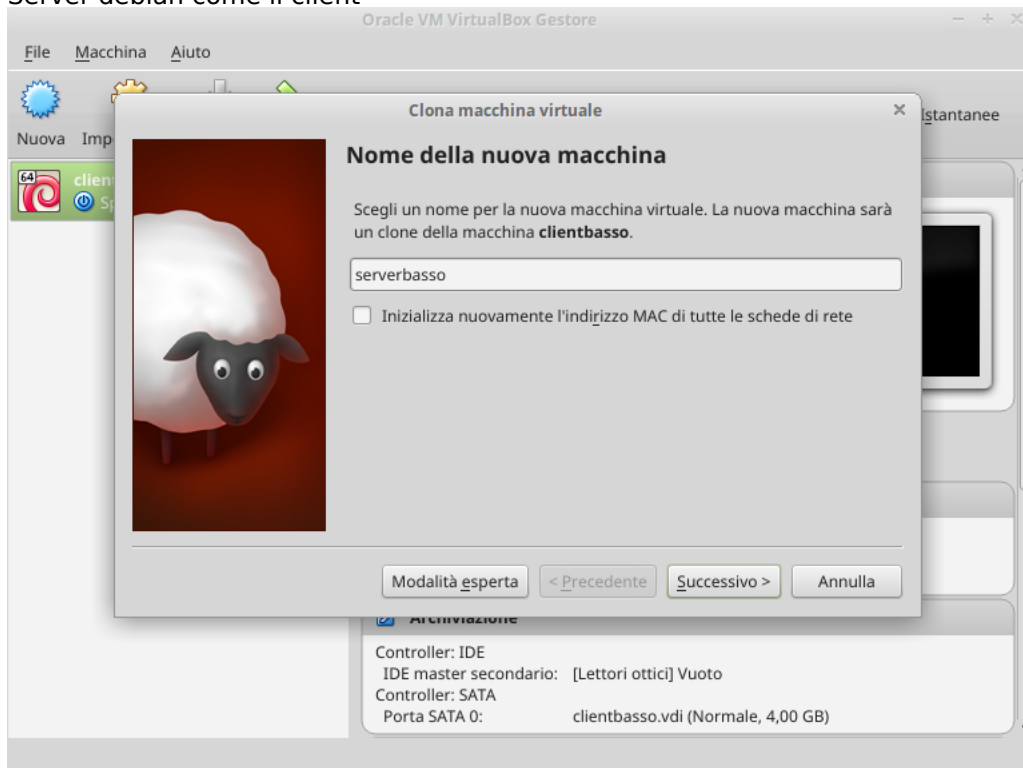 Server debian come il client
Oracle VM VirtualBox Gestore
File Macchina Aiuto
Nuova Imp
Istantanee
64
clien
Clona macchina virtuale
Nome della nuova macchina
Scegli un nome per la nuova macchina virtuale. La nuova macchina sarà
un clone della macchina clientbasso.
serverbasso
Inizializza nuovamente l'indirizzo MAC di tutte le schede di rete
Modalità esperta < Precedente Successivo > Annulla
Archiviazione
Controller: IDE
IDE master secondario: [Lettori ottici] Vuoto
Controller: SATA
Porta SATA 0: clientbasso.vdi (Normale, 4,00 GB)